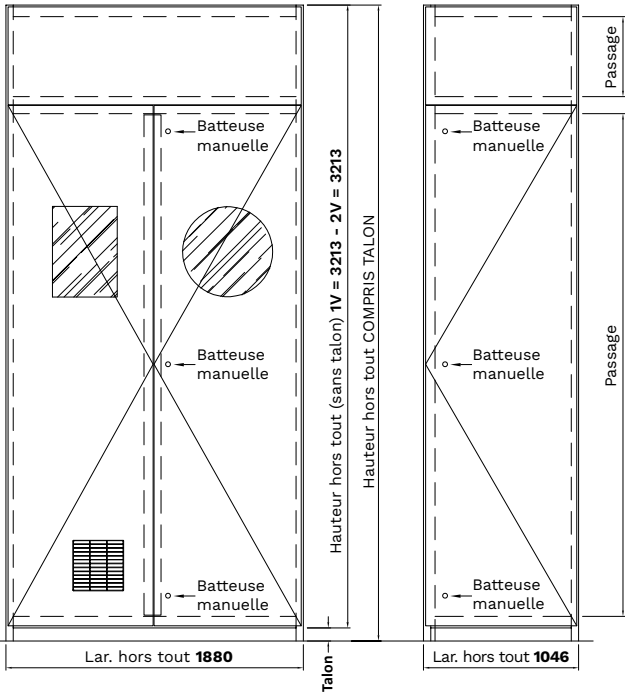 Batteuse
manuelle
Batteuse
manuelle
Batteuse
manuelle
Lar. hors tout 1880
Hauteur hors tout (sans talon) 1V = 3213 - 2V = 3213
Hauteur hors tout COMPRIS TALON
Talon
Batteuse
manuelle
Batteuse
manuelle
Batteuse
manuelle
Lar. hors tout 1046
Passage
Passage